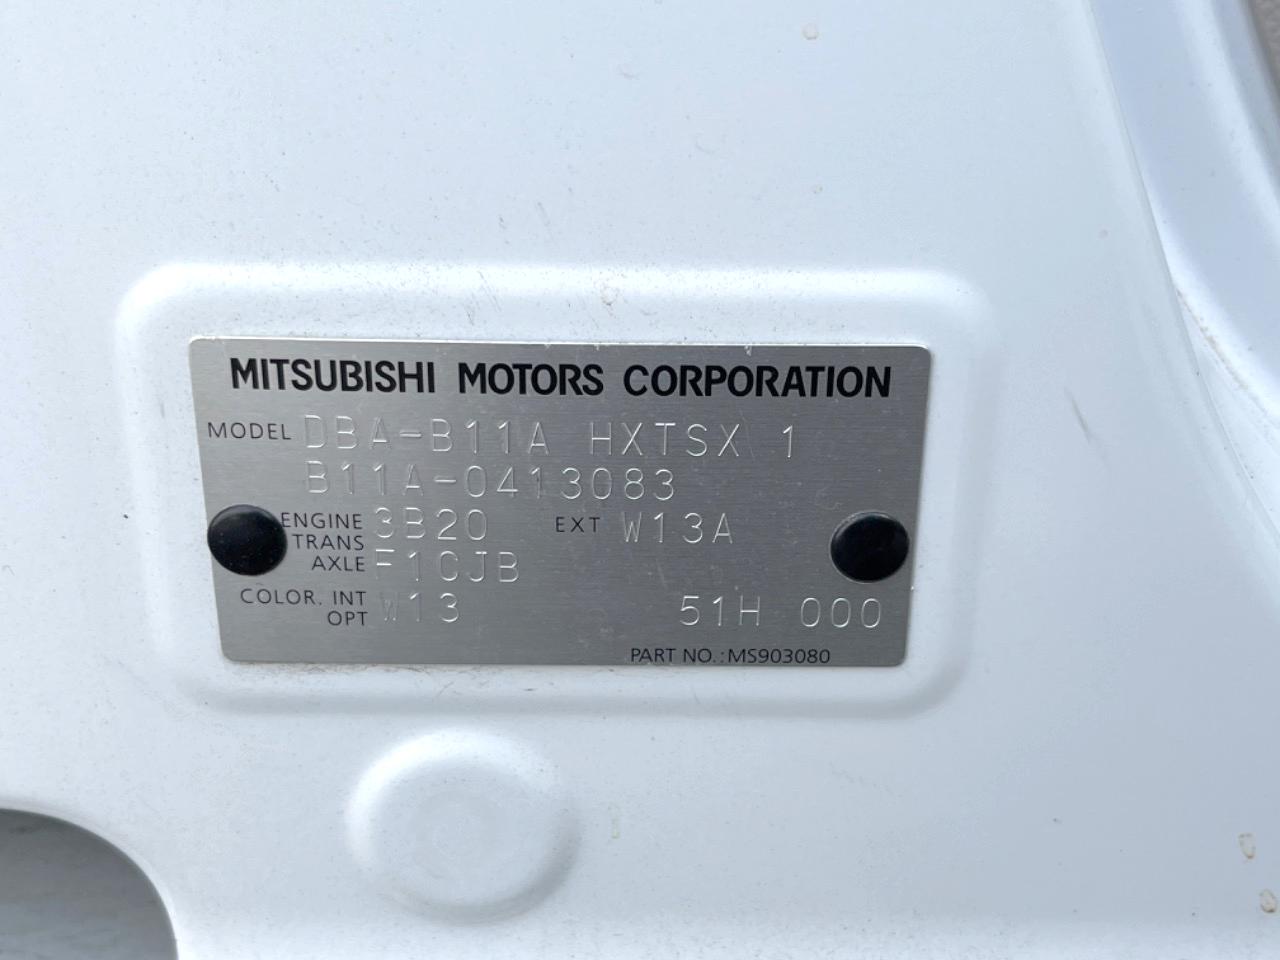 MITSUBISHI MOTORS CORPORATION
MODEL DBA-B11A HXTSX 1
B11A-0413083
ENGINE 3B20 EXT W13A
TRANS
AXLE F1CJB
COLOR. INT W13 51H 000
OPT
PART NO.:MS903080